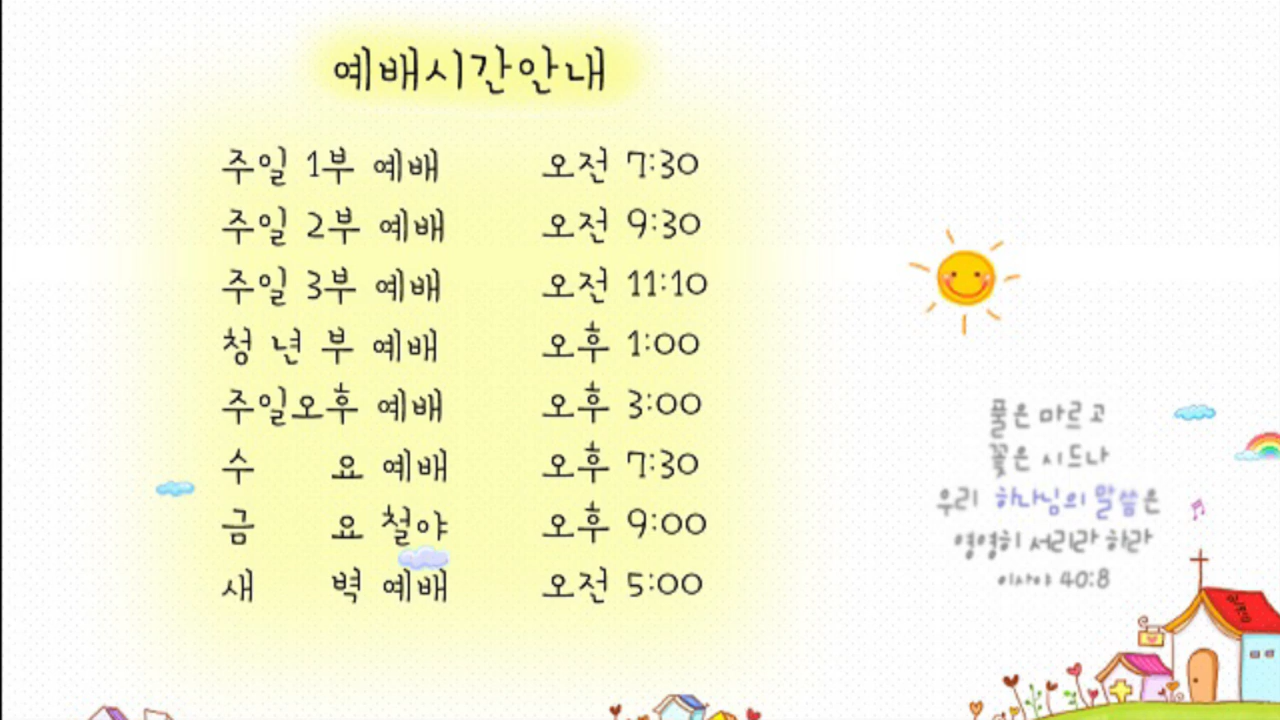 예배시간안내
주일 1부 예배 오전 7:30
주일 2부 예배 오전 9:30
주일 3부 예배 오전 11:10
청 년 부 예배 오후 1:00
주일오후 예배 오후 3:00
수 요 예배 오후 7:30
금 요 철야 오후 9:00
새 벽 예배 오전 5:00
풀은 마르고
꽃은 시드나
우리 하나님의 말씀은
영영히 서리라 하라
이사야 40:8